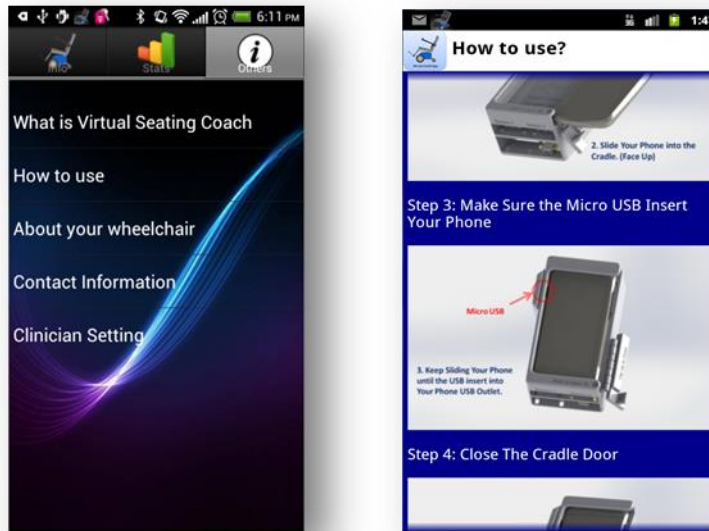 6:11 PM
Info
Stats
Others
What is Virtual Seating Coach
How to use
About your wheelchair
Contact Information
Clinician Setting
3G
1:4
How to use?
2. Slide Your Phone into the
Cradle. (Face Up)
Step 3: Make Sure the Micro USB Insert
Your Phone
Micro USB
3. Keep Sliding Your Phone
until the USB insert into
Your Phone USB Outlet.
Step 4: Close The Cradle Door